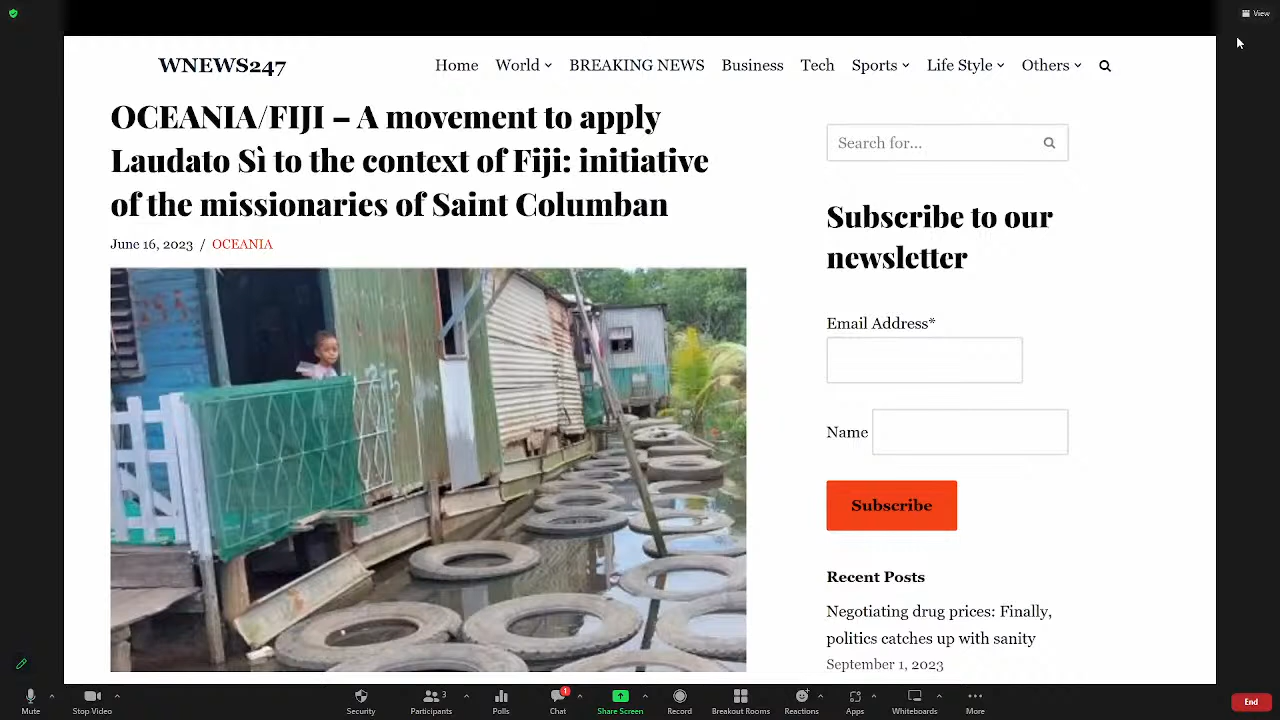 View
WNEWS247
Home World BREAKING NEWS Business Tech Sports Life Style Others
OCEANIA/FIJI – A movement to apply
Laudato Sì to the context of Fiji: initiative
of the missionaries of Saint Columban
June 16, 2023 / OCEANIA
Search for...
Subscribe to our
newsletter
Email Address*
Name
Subscribe
Recent Posts
Negotiating drug prices: Finally,
politics catches up with sanity
September 1, 2023
Mute Stop Video Security Participants 3 Polls Chat 1 Share Screen Record Breakout Rooms Reactions Apps Whiteboards More End